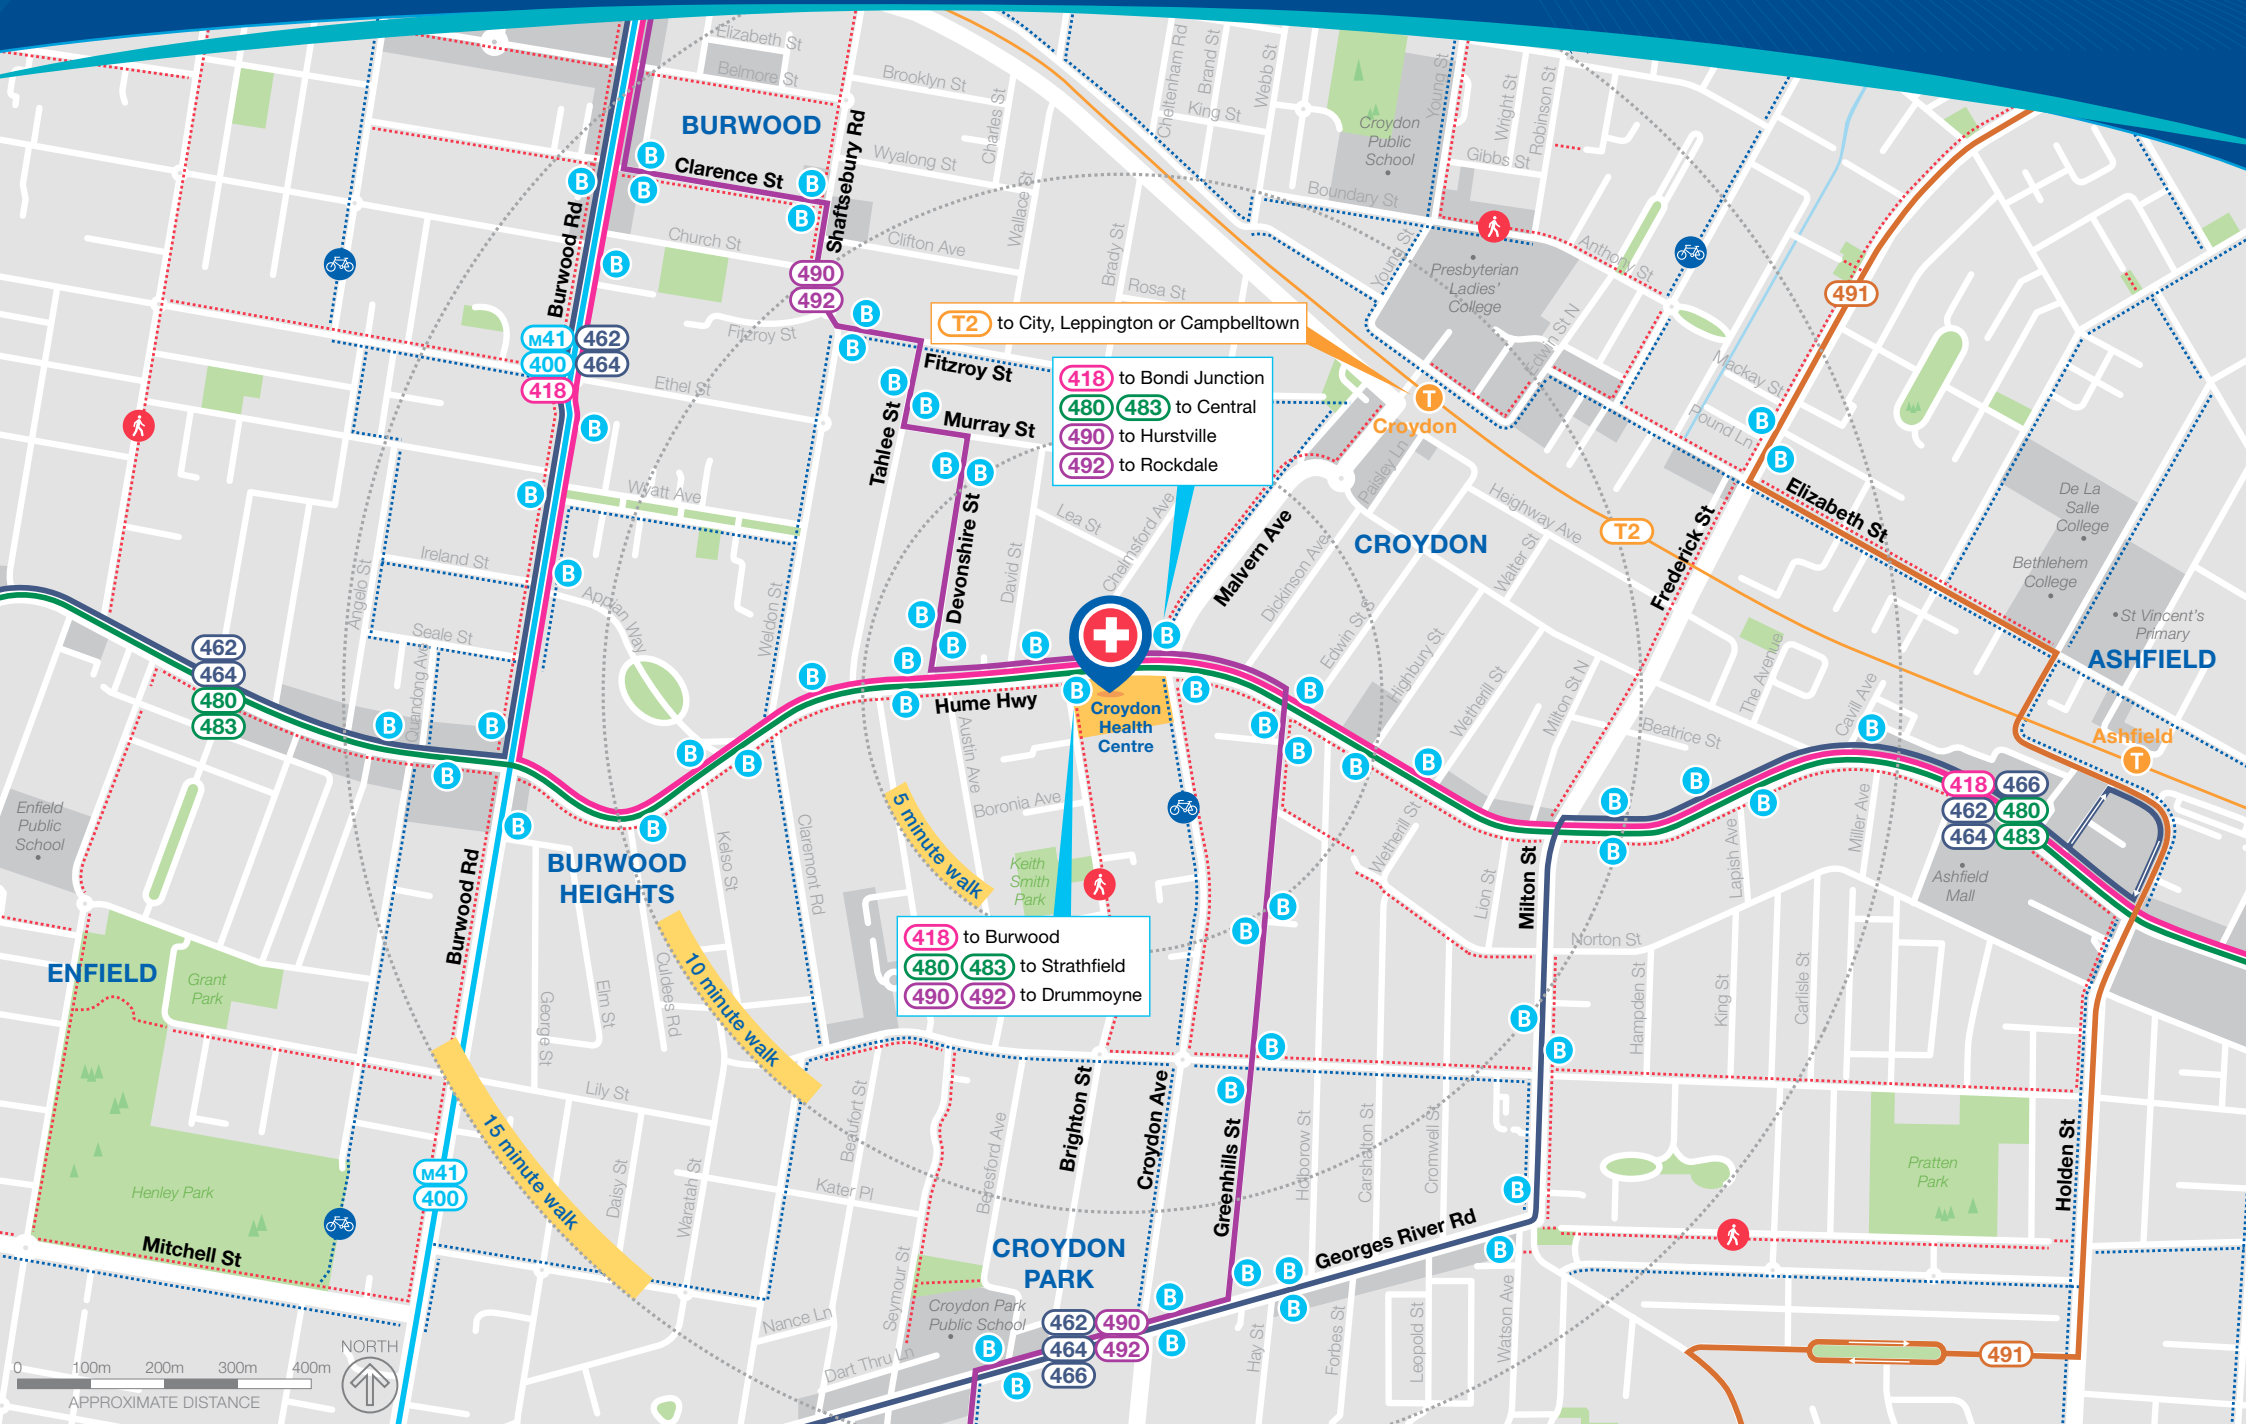 Elizabeth St
Belmore St
Brooklyn St
BURWOOD
Charles St
Cheltenham Rd
Brand St
Webb St
King St
Young St
Wright St
Robinson St
Croydon
Public
School
Gibbs St
Shaftsebury Rd
Clarence St
Wyalong St
Wallace St
Boundary St
Burwood Rd
Church St
Clifton Ave
Brady St
Rosa St
Young St
Anthony St
Presbyterian
Ladies'
College
490
492
491
T2 to City, Leppington or Campbelltown
Fitzroy St
Edwin St N
Mackay St
M41 462
400 464
418
Fitzroy St
418 to Bondi Junction
480 483 to Central
490 to Hurstville
492 to Rockdale
Ethel St
Tahlee St
Murray St
T
Croydon
Pound Ln
Paisley Ln
Elizabeth St
De La
Salle
College
Wyatt Ave
Devonshire St
Lea St
Chelmsford Ave
Malvern Ave
CROYDON
Heighway Ave
T2
Frederick St
Walter St
Dickinson Ave
Bethlehem
College
St Vincent's
Primary
ASHFIELD
Ireland St
Angelo St
Appian Way
Weldon St
David St
Edwin St S
Highbury St
Wetherill St
Milton St N
The Avenue
Seale St
Quandong Ave
462
464
480
483
Hume Hwy
Croydon
Health
Centre
Austin Ave
Beatrice St
Cavill Ave
Ashfield
T
418 466
462 480
464 483
Enfield
Public
School
5 minute walk
Boronia Ave
Keith
Smith
Park
Wetherill St
Lion St
Milton St
Lapish Ave
Miller Ave
Ashfield
Mall
BURWOOD
HEIGHTS
Kelso St
Claremont Rd
Burwood Rd
418 to Burwood
480 483 to Strathfield
490 492 to Drummoyne
Norton St
ENFIELD
Grant
Park
10 minute walk
George St
Elm St
Culdees Rd
Hampden St
King St
Carlisle St
Lily St
Beaufort St
Beresford Ave
Brighton St
Croydon Ave
Greenhills St
Holborow St
Carshalton St
Cromwell St
Holden St
Pratten
Park
M41
400
15 minute walk
Daisy St
Waratah St
Kater Pl
Henley Park
Mitchell St
Georges River Rd
CROYDON
PARK
Seymour St
Croydon Park
Public School
Nance Ln
Dart Thru Ln
462 490
464 492
466
Hay St
Forbes St
Leopold St
Watson Ave
491
NORTH
0 100m 200m 300m 400m
APPROXIMATE DISTANCE